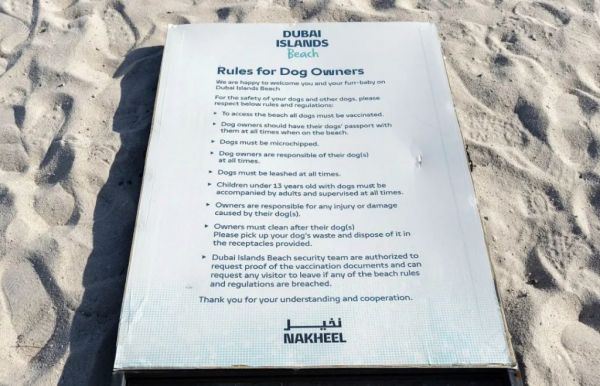 DUBAI
ISLANDS
Beach
Rules for Dog Owners
We are happy to welcome you and your furr-baby on
Dubai Islands Beach
For the safety of your dogs and other dogs, please
respect below rules and regulations:
▸ To access the beach all dogs must be vaccinated.
▸ Dog owners should have their dogs' passport with
them at all times when on the beach.
▸ Dogs must be microchipped.
▸ Dog owners are responsible of their dog(s)
at all times.
▸ Dogs must be leashed at all times.
▸ Children under 13 years old with dogs must be
accompanied by adults and supervised at all times.
▸ Owners are responsible for any injury or damage
caused by their dog(s).
▸ Owners must clean after their dog(s)
Please pick up your dog's waste and dispose of it in
the receptacles provided.
▸ Dubai Islands Beach security team are authorized to
request proof of the vaccination documents and can
request any visitor to leave if any of the beach rules
and regulations are breached.
Thank you for your understanding and cooperation.
نخيل
NAKHEEL